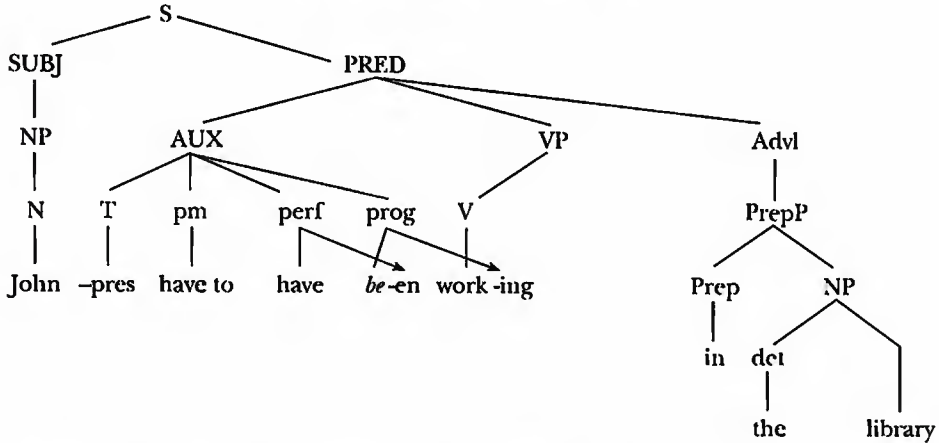 S
SUBJ PRED
NP AUX VP Advl
N T pm perf prog V PrepP
John –pres have to have be-en work -ing Prep NP
in det
the library